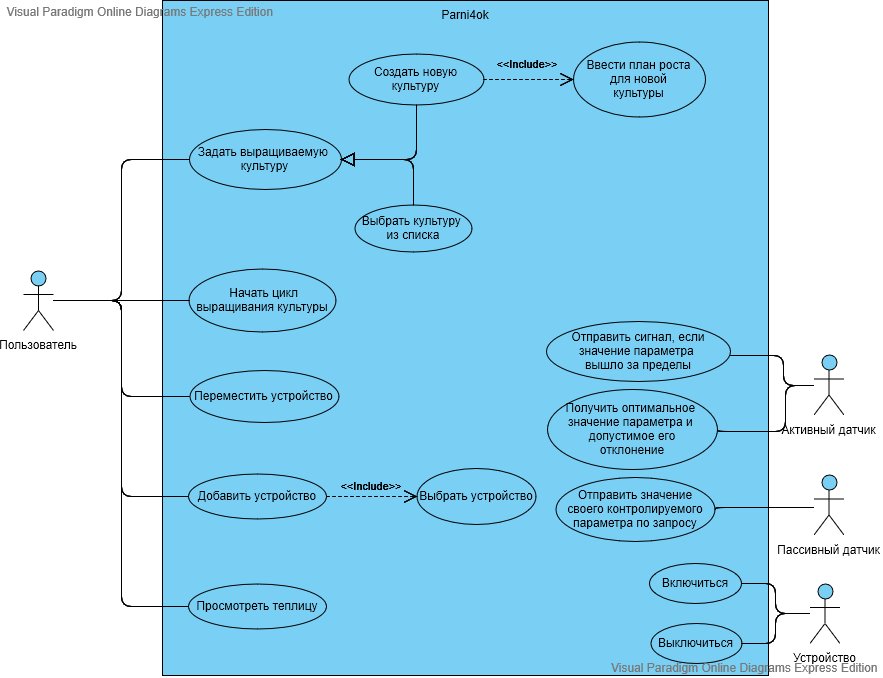 Visual Paradigm Online Diagrams Express Edition
Parni4ok
Создать новую
культуру
<<Include>>
Ввести план роста
для новой
культуры
Задать выращиваемую
культуру
Выбрать культуру
из списка
Начать цикл
выращивания культуры
Пользователь
Отправить сигнал, если
значение параметра
вышло за пределы
Переместить устройство
Получить оптимальное
значение параметра и
допустимое его
отклонение
Активный датчик
Добавить устройство
<<Include>>
Выбрать устройство
Отправить значение
своего контролируемого
параметра по запросу
Пассивный датчик
Включиться
Просмотреть теплицу
Выключиться
Устройство
Visual Paradigm Online Diagrams Express Edition